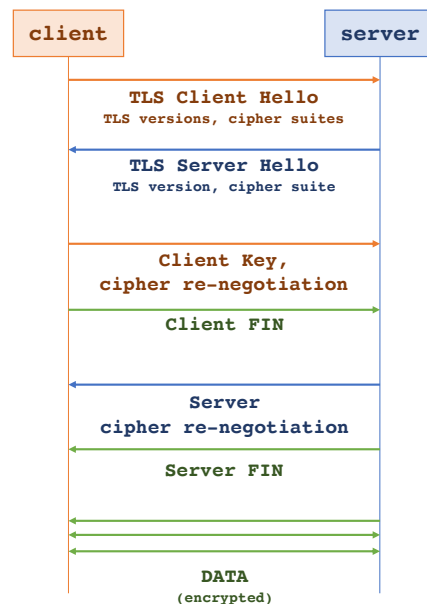 client
server
TLS Client Hello
TLS versions, cipher suites
TLS Server Hello
TLS version, cipher suite
Client Key,
cipher re-negotiation
Client FIN
Server
cipher re-negotiation
Server FIN
DATA
(encrypted)